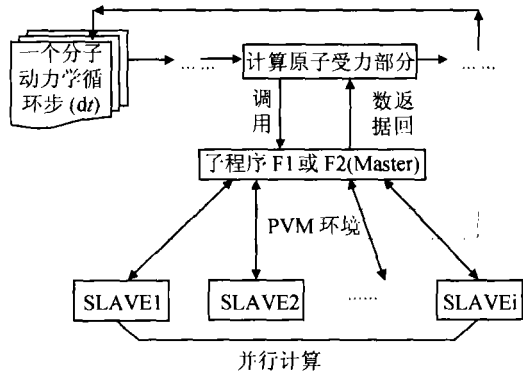 一个分子
动力学循
环步 (dt)
... ...
计算原子受力部分
... ...
调用
数据
返回
子程序 F1 或 F2(Master)
PVM 环境
SLAVE1
SLAVE2
......
SLAVEi
并行计算